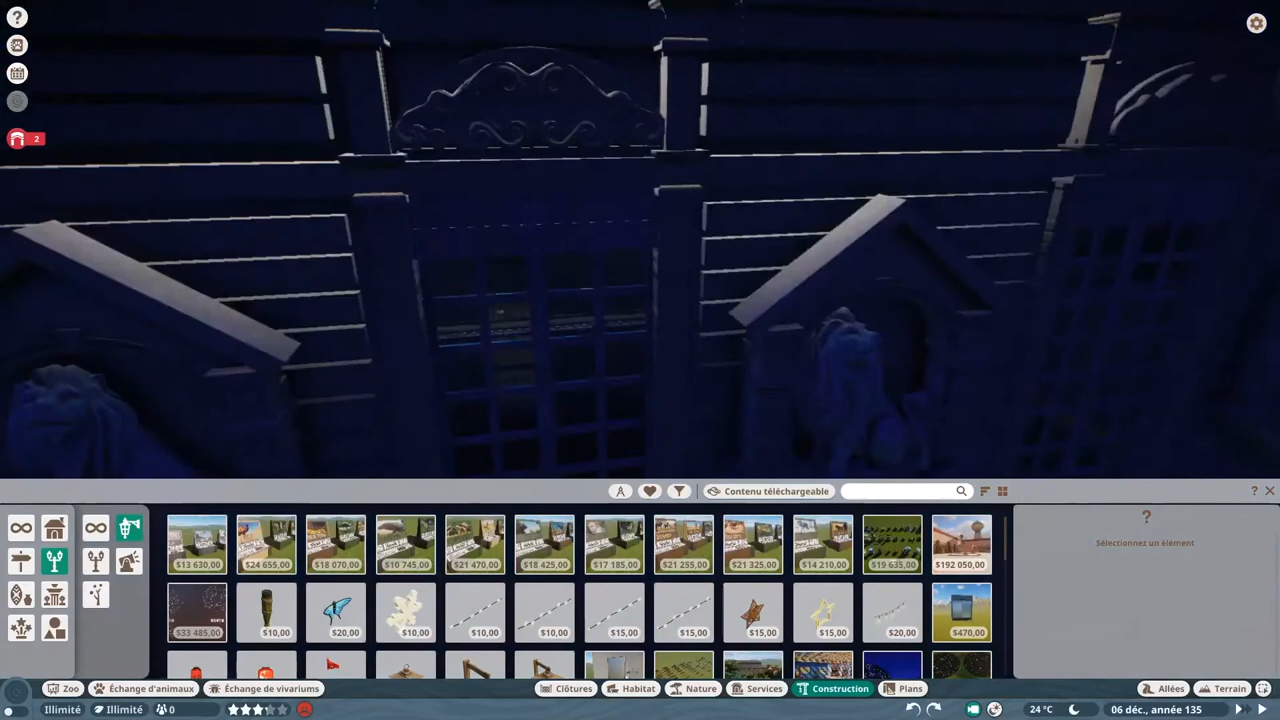 ?
2
Contenu téléchargeable
? ✕
$13 630,00 $24 655,00 $18 070,00 $10 745,00 $21 470,00 $18 425,00 $17 185,00 $21 255,00 $21 325,00 $14 210,00 $19 635,00 $192 050,00
?
Sélectionnez un élément
$33 485,00 $10,00 $20,00 $10,00 $10,00 $10,00 $15,00 $15,00 $15,00 $15,00 $20,00 $470,00
Zoo Échange d'animaux Échange de vivariums Clôtures Habitat Nature Services Construction Plans Allées Terrain
Illimité Illimité 0 24 °C 06 déc., année 135